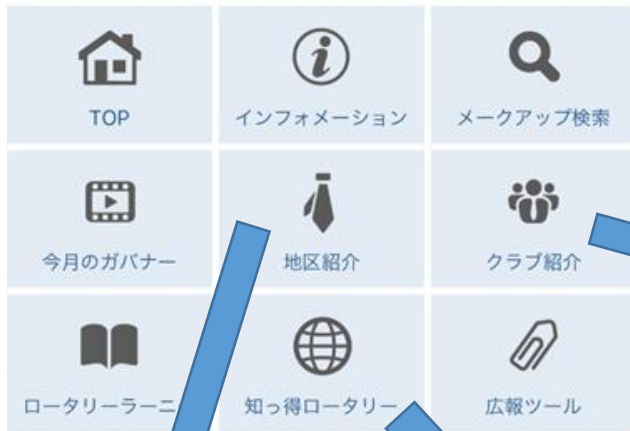 TOP
インフォメーション
メークアップ検索
今月のガバナー
地区紹介
クラブ紹介
ロータリーラーニ
知っ得ロータリー
広報ツール